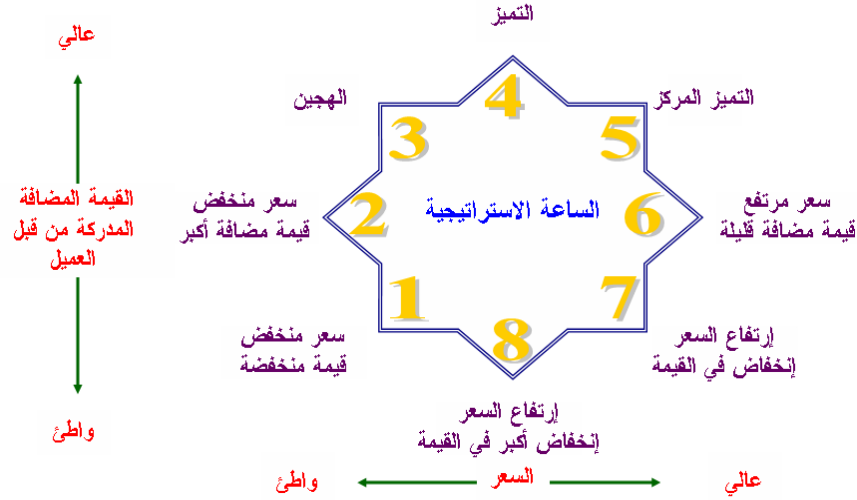 التميز
عالي
الهجين
4
التميز المركز
3
5
القيمة المضافة
المدركة من قبل
العميل
سعر منخفض
قيمة مضافة أكبر
2
الساعة الاستراتيجية
6
سعر مرتفع
قيمة مضافة قليلة
1
7
سعر منخفض
قيمة منخفضة
8
إرتفاع السعر
إنخفاض في القيمة
واطئ
إرتفاع السعر
إنخفاض أكبر في القيمة
واطئ
السعر
عالي